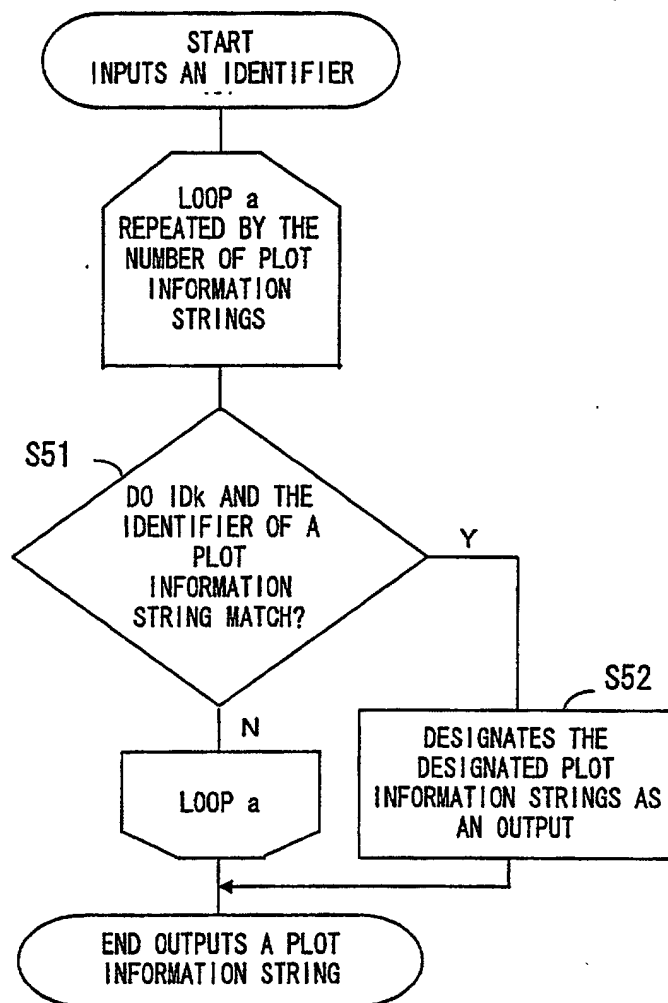 START
INPUTS AN IDENTIFIER
LOOP a
REPEATED BY THE
NUMBER OF PLOT
INFORMATION
STRINGS
S51
DO IDk AND THE
IDENTIFIER OF A
PLOT
INFORMATION
STRING MATCH?
Y
S52
N
DESIGNATES THE
DESIGNATED PLOT
INFORMATION STRINGS AS
AN OUTPUT
LOOP a
END OUTPUTS A PLOT
INFORMATION STRING